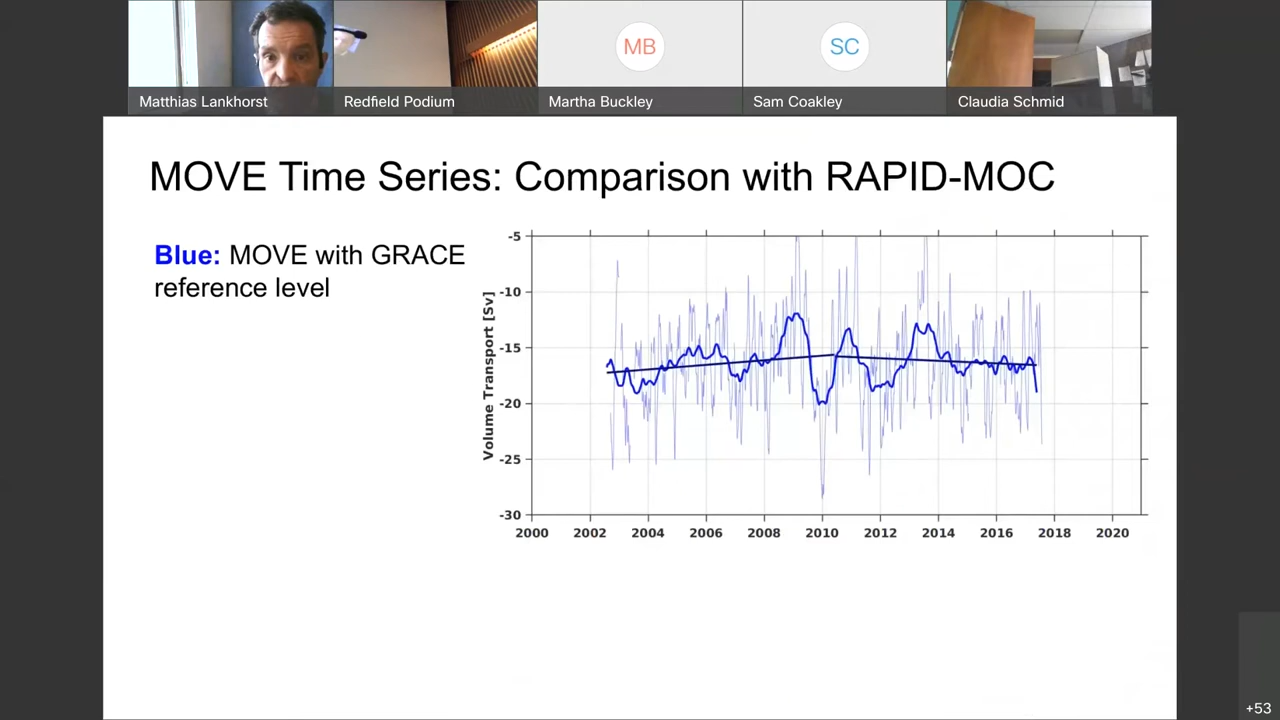 MB
SC
Matthias Lankhorst
Redfield Podium
Martha Buckley
Sam Coakley
Claudia Schmid
MOVE Time Series: Comparison with RAPID-MOC
Blue: MOVE with GRACE
reference level
Volume Transport [Sv]
-5
-10
-15
-20
-25
-30
2000 2002 2004 2006 2008 2010 2012 2014 2016 2018 2020
+53